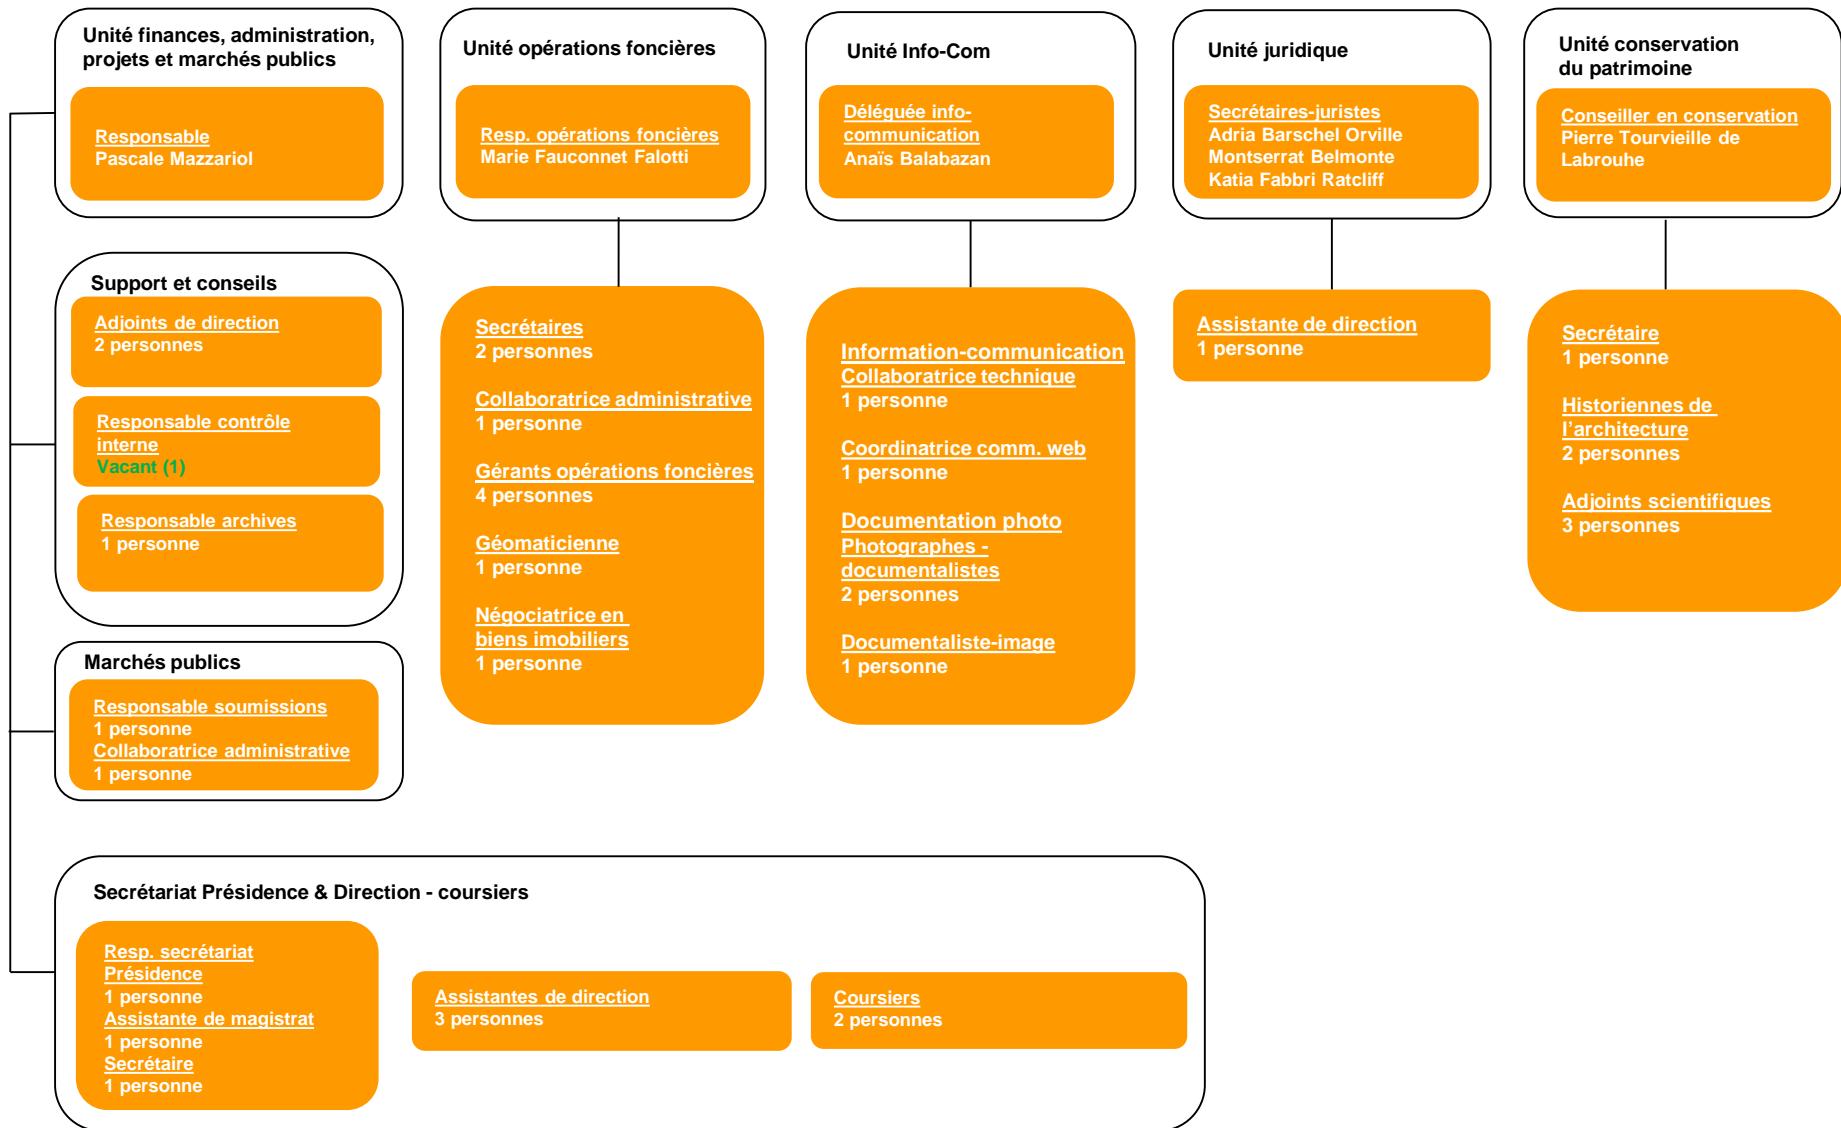 Unité finances, administration,
projets et marchés publics
Responsable
Pascale Mazzariol
Unité opérations foncières
Resp. opérations foncières
Marie Fauconnet Falotti
Unité Info-Com
Déléguée info-
communication
Anaïs Balabazan
Unité juridique
Secrétaires-juristes
Adria Barschel Orville
Montserrat Belmonte
Katia Fabbri Ratcliff
Unité conservation
du patrimoine
Conseiller en conservation
Pierre Tourvieille de
Labrouhe
Support et conseils
Adjoints de direction
2 personnes
Responsable contrôle
interne
Vacant (1)
Responsable archives
1 personne
Secrétaires
2 personnes
Collaboratrice administrative
1 personne
Gérants opérations foncières
4 personnes
Géomaticienne
1 personne
Négociatrice en
biens imobiliers
1 personne
Information-communication
Collaboratrice technique
1 personne
Coordinatrice comm. web
1 personne
Documentation photo
Photographes -
documentalistes
2 personnes
Documentaliste-image
1 personne
Assistante de direction
1 personne
Secrétaire
1 personne
Historiennes de
l’architecture
2 personnes
Adjoints scientifiques
3 personnes
Marchés publics
Responsable soumissions
1 personne
Collaboratrice administrative
1 personne
Secrétariat Présidence & Direction - coursiers
Resp. secrétariat
Présidence
1 personne
Assistante de magistrat
1 personne
Secrétaire
1 personne
Assistantes de direction
3 personnes
Coursiers
2 personnes